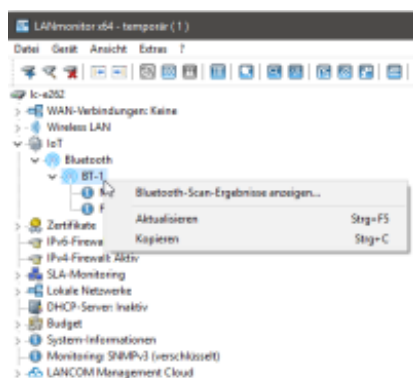 LANmonitor x64 - temporär ( 1 )
Datei Gerät Ansicht Extras ?
lc-e262
WAN-Verbindungen: Keine
Wireless LAN
IoT
Bluetooth
BT-1
Bluetooth-Scan-Ergebnisse anzeigen...
Aktualisieren Strg+F5
Kopieren Strg+C
Zertifikate
IPv6-Firewa
IPv4-Firewall: Aktiv
SLA-Monitoring
Lokale Netzwerke
DHCP-Server: Inaktiv
Budget
System-Informationen
Monitoring: SNMPv3 (verschlüsselt)
LANCOM Management Cloud